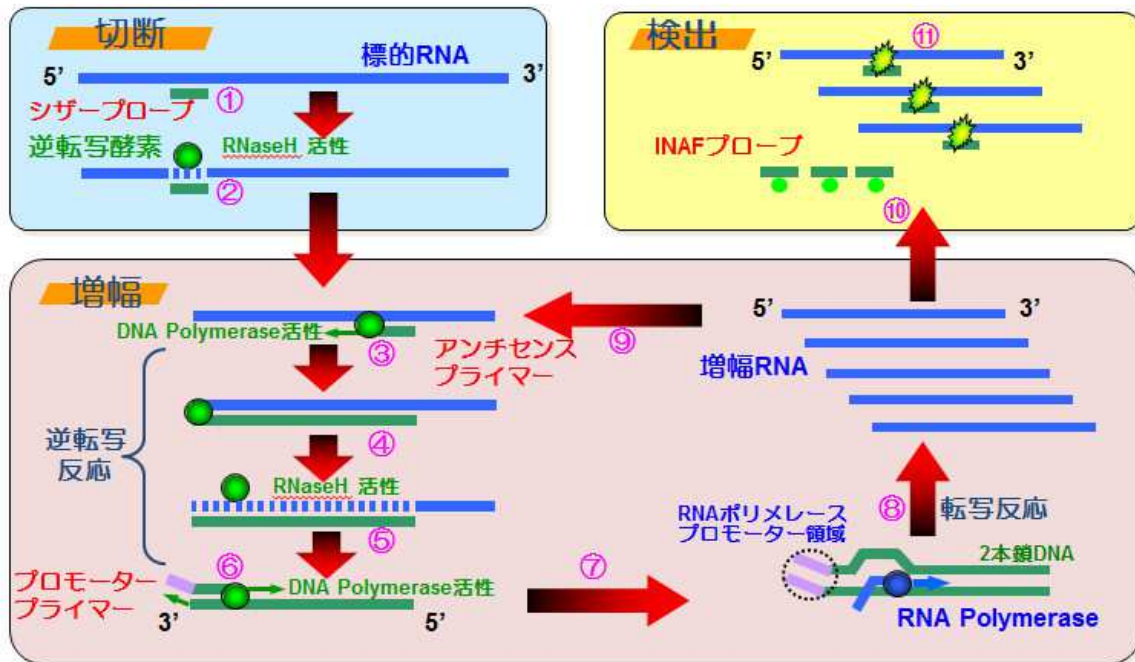 切断
標的RNA
5’
3’
シザープローブ
①
逆転写酵素
RNaseH 活性
②
検出
⑪
5’
3’
INAFプローブ
⑩
増幅
DNA Polymerase活性
③
アンチセンス
プライマー
④
逆転写
反応
RNaseH 活性
⑤
⑥
プロモーター
プライマー
DNA Polymerase活性
3’
5’
⑦
⑨
5’
3’
増幅RNA
⑧
転写反応
RNAポリメレース
プロモーター領域
2本鎖DNA
RNA Polymerase